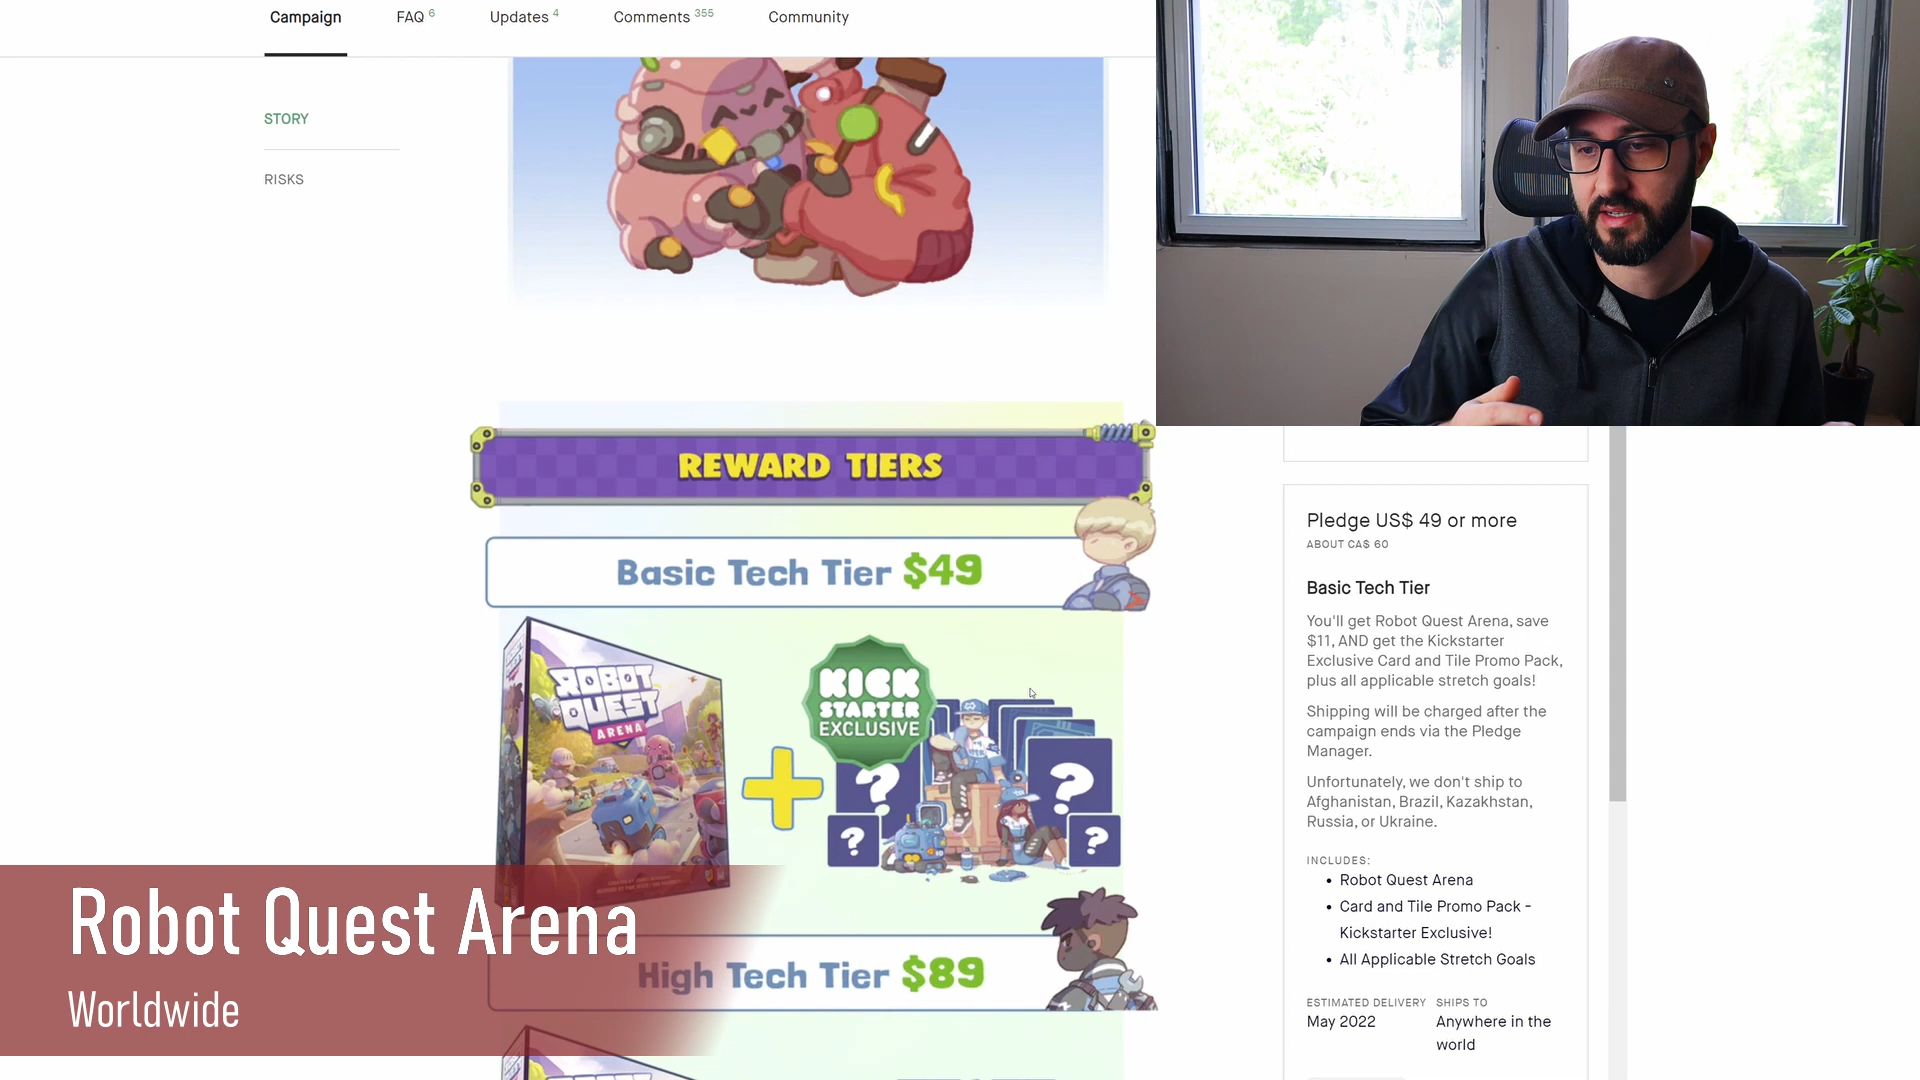 Campaign
FAQ 6
Updates 4
Comments 355
Community
STORY
RISKS
REWARD TIERS
Basic Tech Tier $49
ROBOT
QUEST
ARENA
KICK
STARTER
EXCLUSIVE
?
?
?
?
High Tech Tier $89
Robot Quest Arena
Worldwide
Pledge US$ 49 or more
ABOUT CA$ 60
Basic Tech Tier
You'll get Robot Quest Arena, save
$11, AND get the Kickstarter
Exclusive Card and Tile Promo Pack,
plus all applicable stretch goals!
Shipping will be charged after the
campaign ends via the Pledge
Manager.
Unfortunately, we don't ship to
Afghanistan, Brazil, Kazakhstan,
Russia, or Ukraine.
INCLUDES:
• Robot Quest Arena
• Card and Tile Promo Pack -
Kickstarter Exclusive!
• All Applicable Stretch Goals
ESTIMATED DELIVERY
May 2022
SHIPS TO
Anywhere in the
world